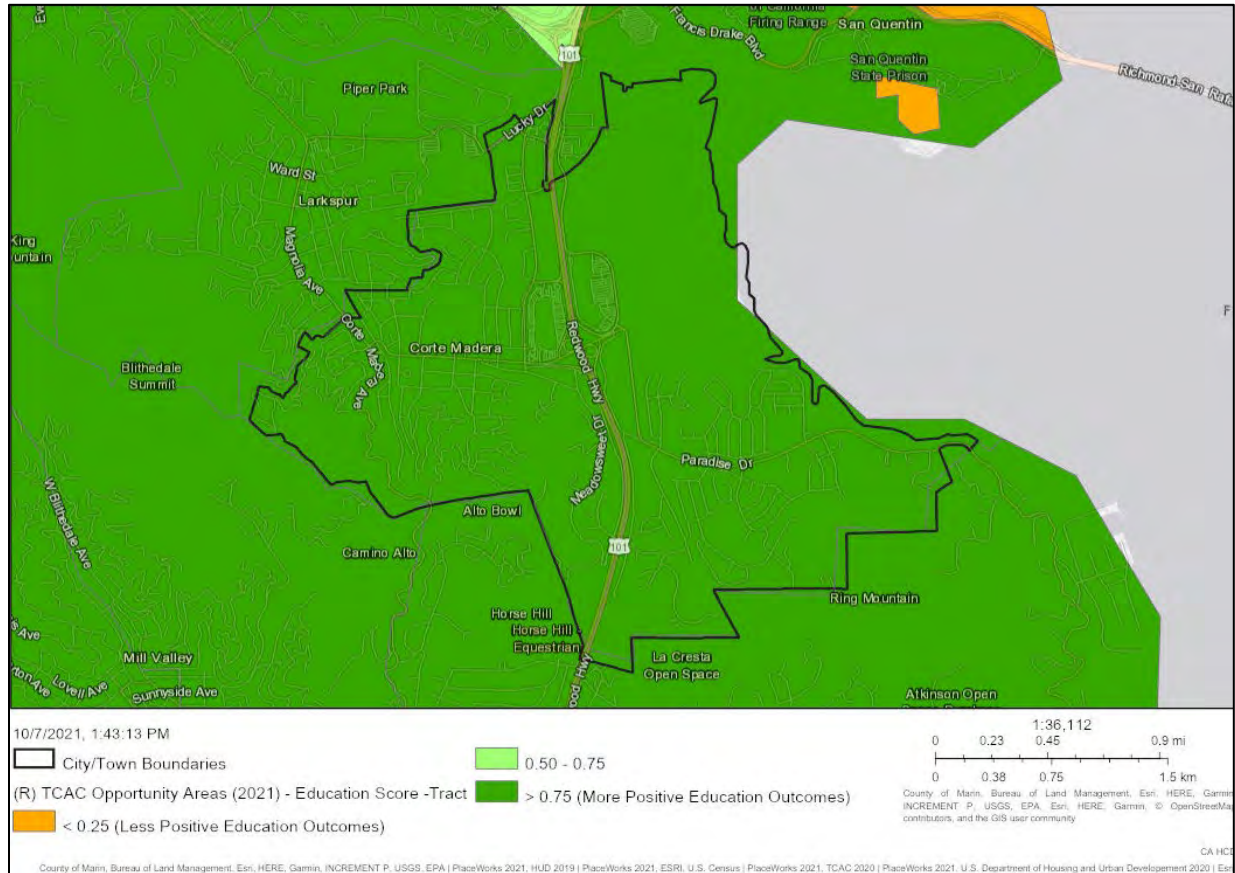 Francis Drake Blvd
Firing Range
San Quentin
101
San Quentin
State Prison
Richmond-San Rafa
Piper Park
Lucky Dr
Ward St
Larkspur
King
untain
Magnolia Ave
Corte Madera Ave
Corte Madera
Redwood Hwy
Blithedale
Summit
Meadowsweet Dr
Paradise Dr
W Blithedale Ave
Alto Bowl
101
Camino Alto
Ring Mountain
Horse Hill
Horse Hill -
Equestrian
La Cresta
Open Space
Mill Valley
Lovell Ave
Sunnyside Ave
ood Hwy
Atkinson Open
10/7/2021, 1:43:13 PM
City/Town Boundaries
(R) TCAC Opportunity Areas (2021) - Education Score -Tract
< 0.25 (Less Positive Education Outcomes)
0.50 - 0.75
> 0.75 (More Positive Education Outcomes)
1:36,112
0 0.23 0.45 0.9 mi
0 0.38 0.75 1.5 km
County of Marin, Bureau of Land Management, Esri, HERE, Garmin,
INCREMENT P, USGS, EPA, Esri, HERE, Garmin, © OpenStreetMap
contributors, and the GIS user community
CA HCD
County of Marin, Bureau of Land Management, Esri, HERE, Garmin, INCREMENT P, USGS, EPA | PlaceWorks 2021, HUD 2019 | PlaceWorks 2021, ESRI, U.S. Census | PlaceWorks 2021, TCAC 2020 | PlaceWorks 2021, U.S. Department of Housing and Urban Developement 2020 | Esri